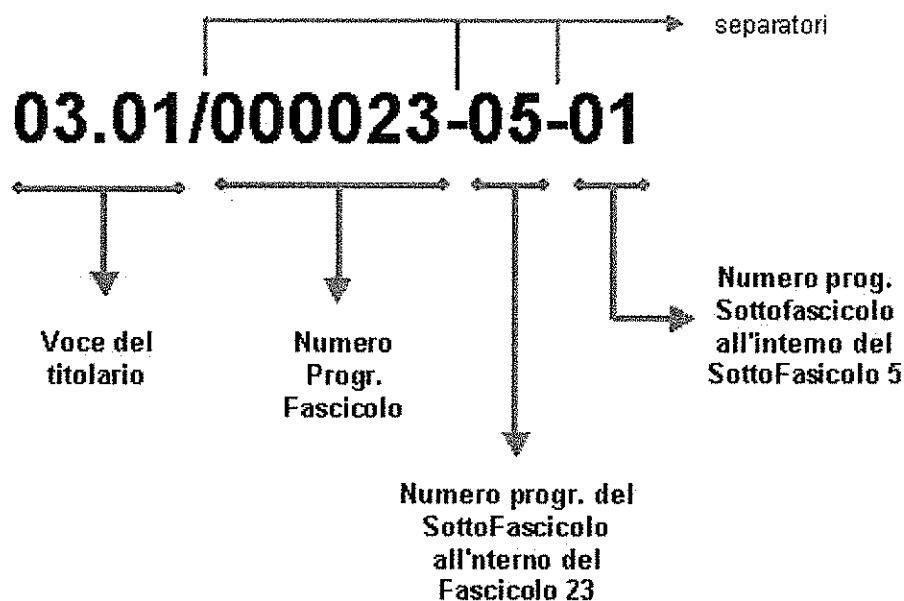 separatori
03.01/000023-05-01
Voce del
titolario
Numero
Progr.
Fascicolo
Numero progr. del
SottoFascicolo
all'nterno del
Fascicolo 23
Numero prog.
Sottofascicolo
all'interno del
SottoFasicolo 5